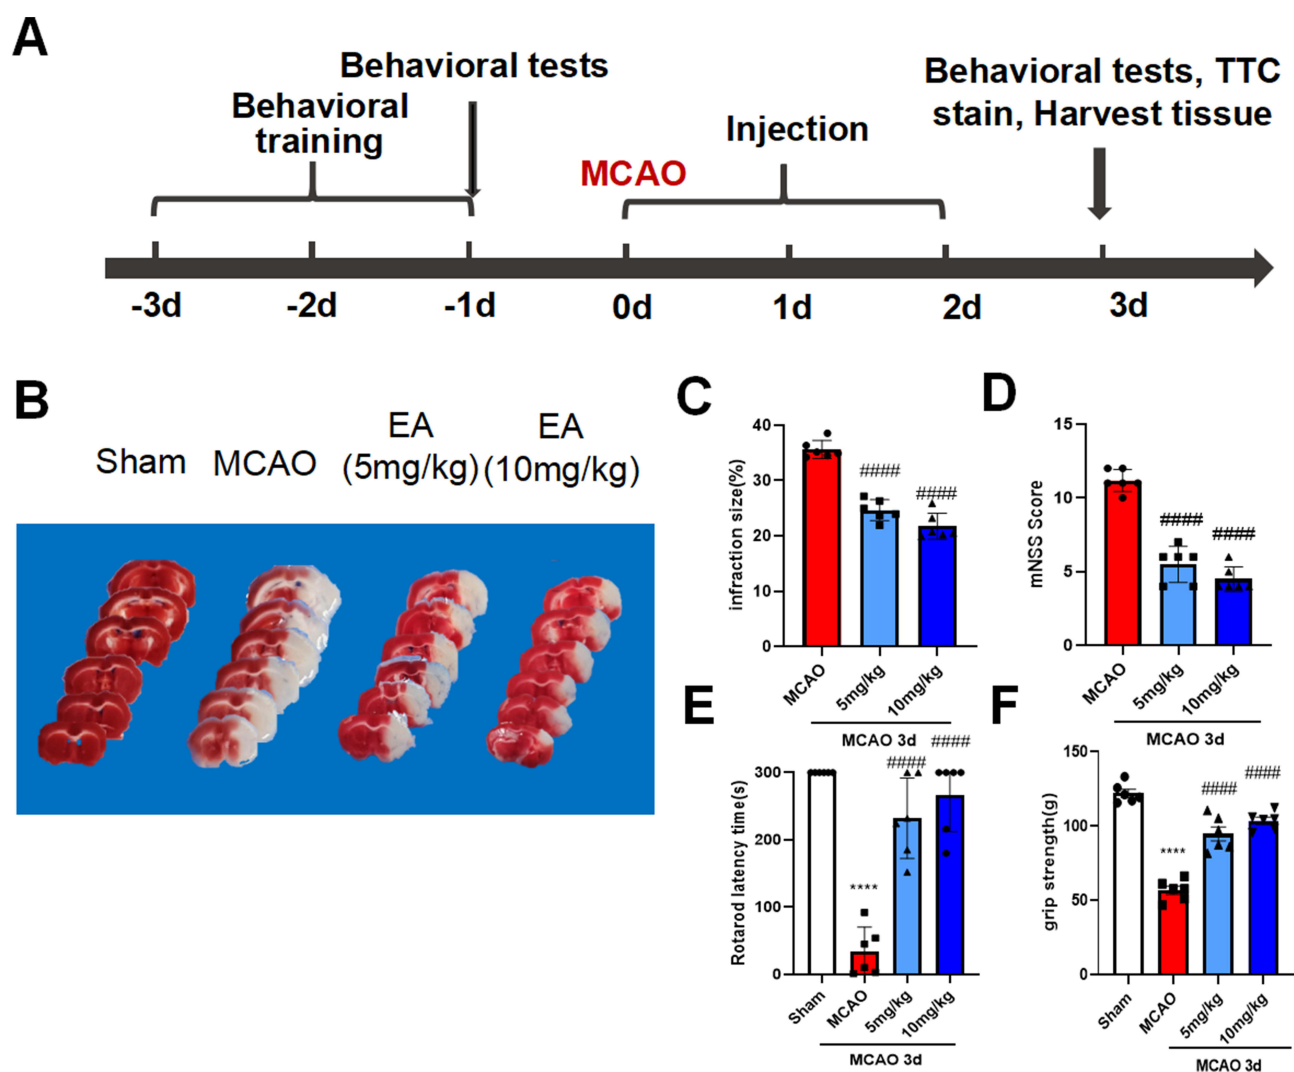 A
Behavioral tests
Behavioral
training
MCAO
Injection
Behavioral tests, TTC
stain, Harvest tissue
-3d
-2d
-1d
0d
1d
2d
3d
B
Sham
MCAO
EA
(5mg/kg)
EA
(10mg/kg)
C
infraction size(%)
40
30
20
10
0
####
####
MCAO
5mg/kg
10mg/kg
MCAO 3d
D
mNSS Score
15
10
5
0
####
####
MCAO
5mg/kg
10mg/kg
MCAO 3d
E
Rotarod latency time(s)
300
200
100
0
****
####
####
Sham
MCAO
5mg/kg
10mg/kg
MCAO 3d
F
grip strength(g)
150
100
50
0
****
####
####
Sham
MCAO
5mg/kg
10mg/kg
MCAO 3d